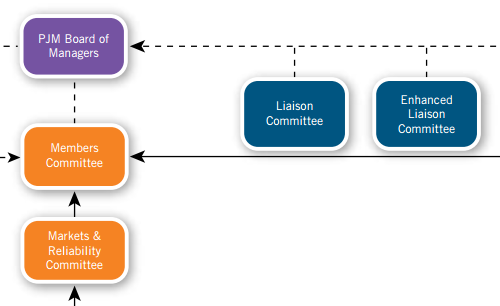 PJM Board of
Managers
Liaison
Committee
Enhanced
Liaison
Committee
Members
Committee
Markets &
Reliability
Committee